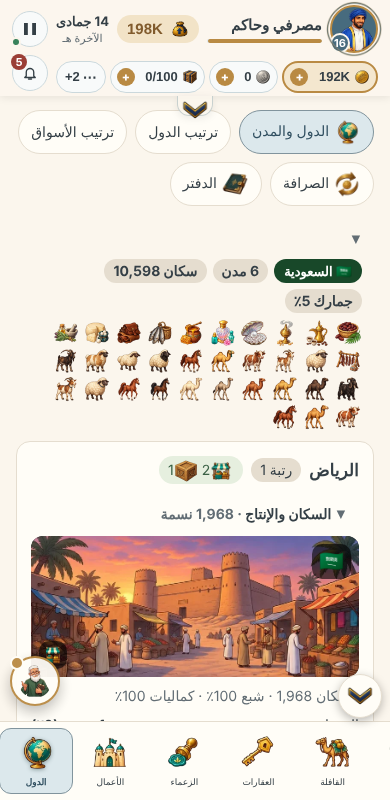 مصرفي وحاكم
198K
14 جمادى
الآخرة هـ
16
192K +
0 +
0/100 +
+2 ⋯
5
الدول والمدن
ترتيب الدول
ترتيب الأسواق
الصرافة
الدفتر
▼
السعودية
6 مدن
سكان 10,598
جمارك 5٪
الرياض
رتبة 1
2 1
▼ السكان والإنتاج · 1,968 نسمة
سكان 1,968 · شبع 100٪ · كماليات 100٪
القافلة
العقارات
الزعماء
الأعمال
الدول